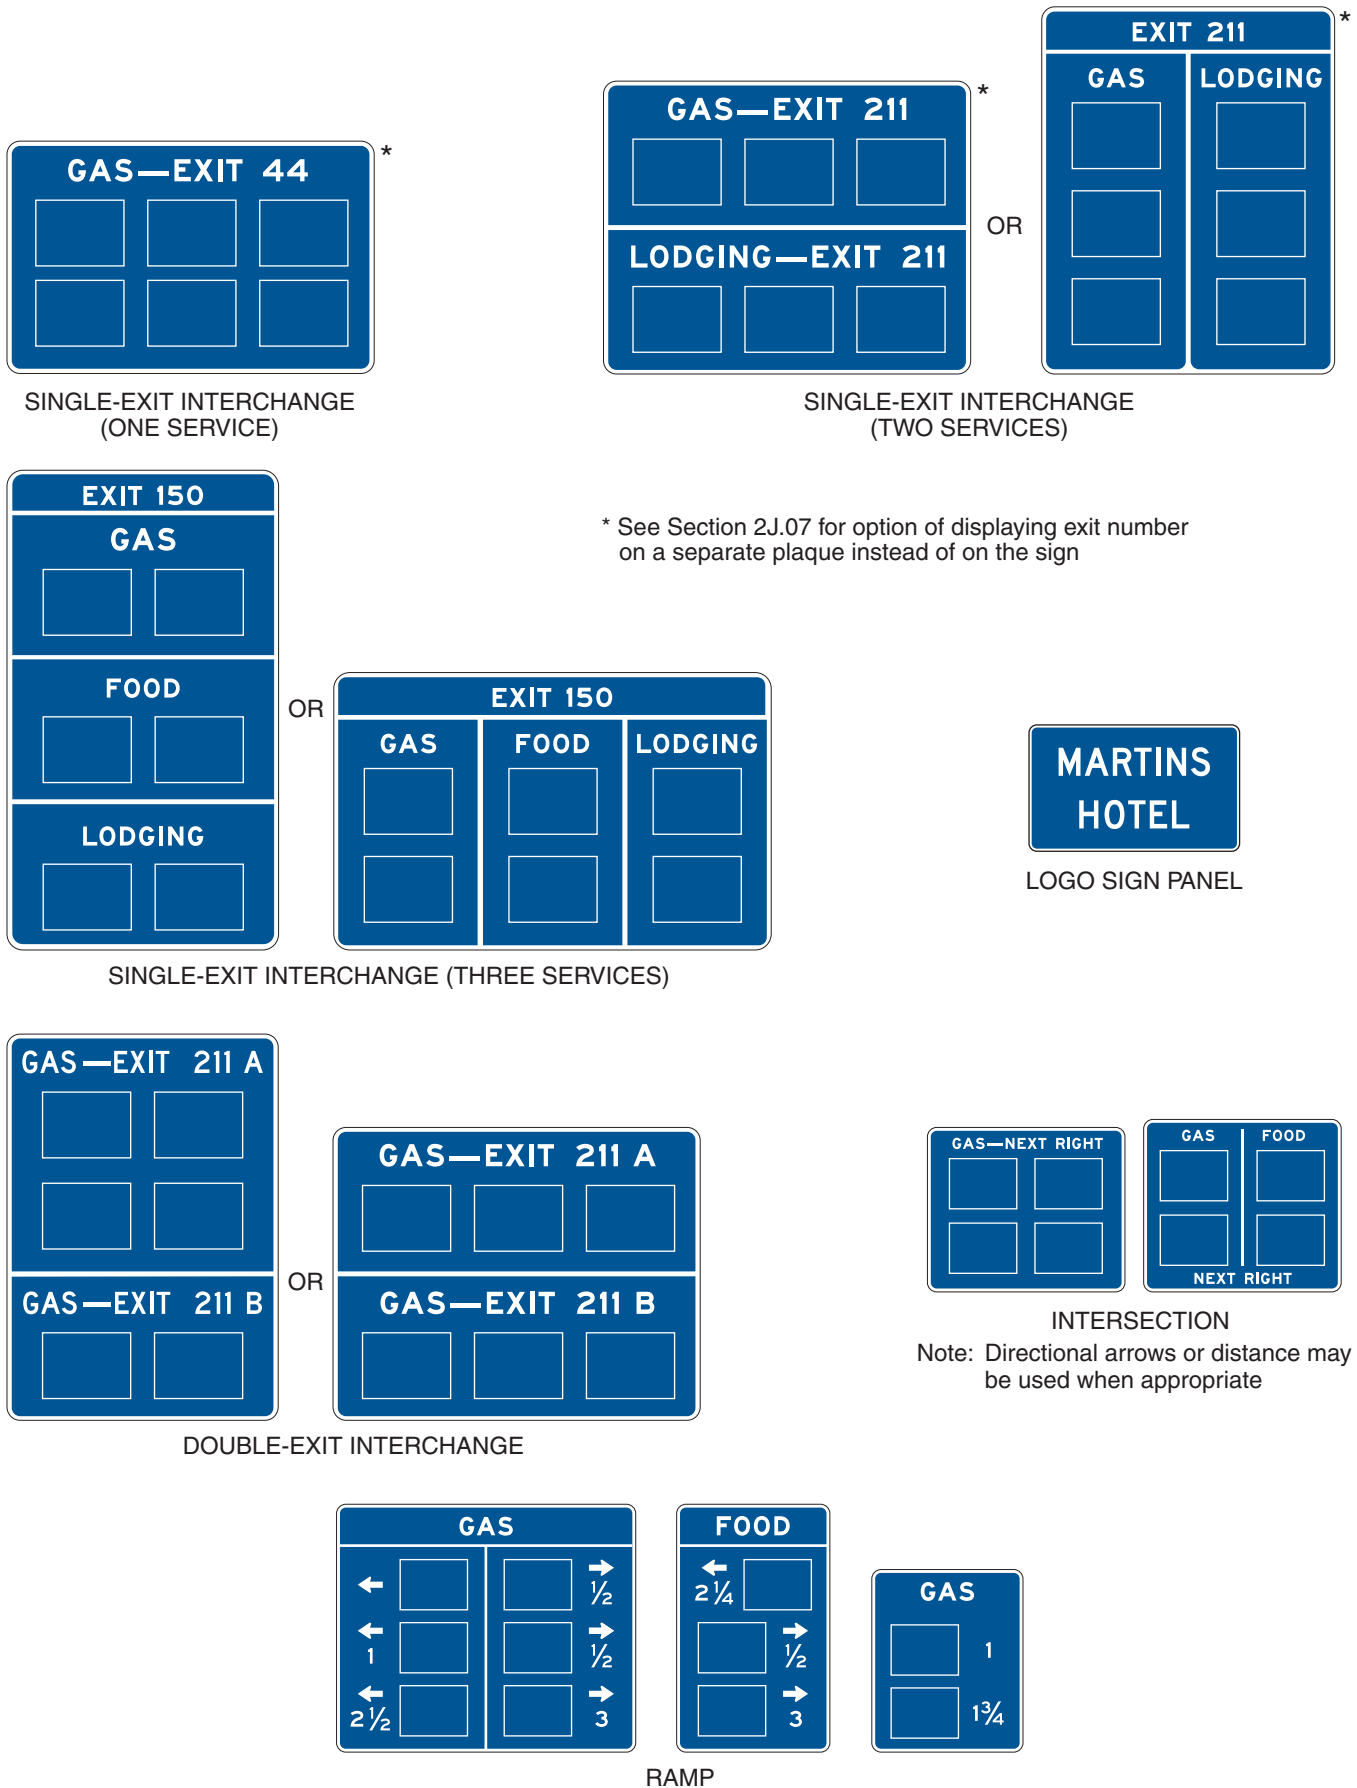 GAS—EXIT 44
*
SINGLE-EXIT INTERCHANGE
(ONE SERVICE)
GAS—EXIT 211
*
LODGING—EXIT 211
OR
EXIT 211
*
GAS
LODGING
SINGLE-EXIT INTERCHANGE
(TWO SERVICES)
EXIT 150
GAS
FOOD
LODGING
OR
EXIT 150
GAS
FOOD
LODGING
SINGLE-EXIT INTERCHANGE (THREE SERVICES)
* See Section 2J.07 for option of displaying exit number
on a separate plaque instead of on the sign
MARTINS
HOTEL
LOGO SIGN PANEL
GAS—EXIT 211 A
GAS—EXIT 211 B
OR
GAS—EXIT 211 A
GAS—EXIT 211 B
DOUBLE-EXIT INTERCHANGE
GAS—NEXT RIGHT
GAS
FOOD
NEXT RIGHT
INTERSECTION
Note: Directional arrows or distance may
be used when appropriate
GAS
←
→
½
←
1
→
½
←
2½
→
3
FOOD
←
2¼
→
½
→
3
GAS
1
1¾
RAMP